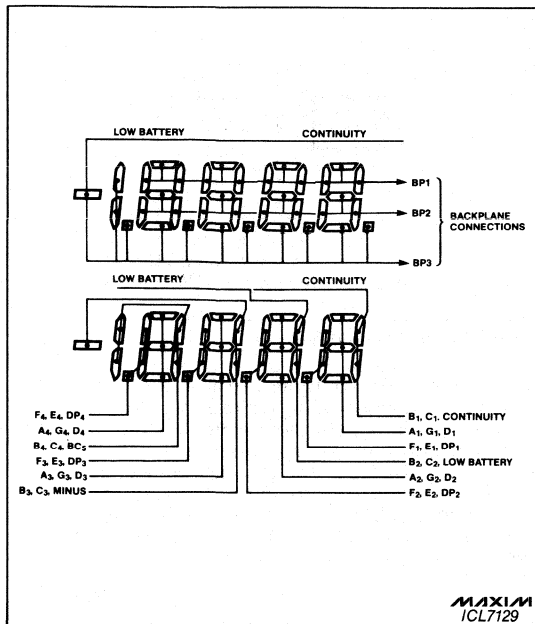 LOW BATTERY CONTINUITY
BP1
BP2
BACKPLANE
CONNECTIONS
BP3
LOW BATTERY CONTINUITY
F4, E4, DP4
A4, G4, D4
B4, C4, BC5
F3, E3, DP3
A3, G3, D3
B3, C3, MINUS
B1, C1, CONTINUITY
A1, G1, D1
F1, E1, DP1
B2, C2, LOW BATTERY
A2, G2, D2
F2, E2, DP2
MAXIM
ICL7129